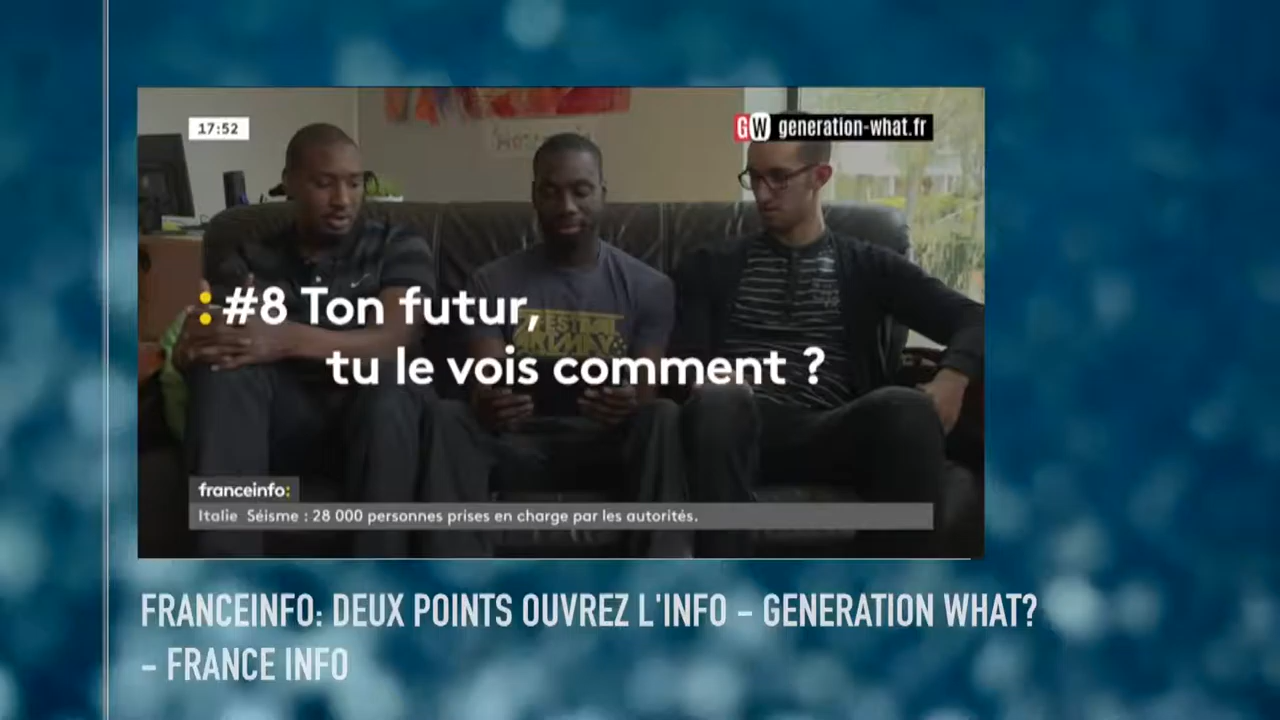 17:52
GW generation-what.fr
:#8 Ton futur,
tu le vois comment ?
franceinfo:
Italie Séisme : 28 000 personnes prises en charge par les autorités.
FRANCEINFO: DEUX POINTS OUVREZ L'INFO - GENERATION WHAT?
- FRANCE INFO